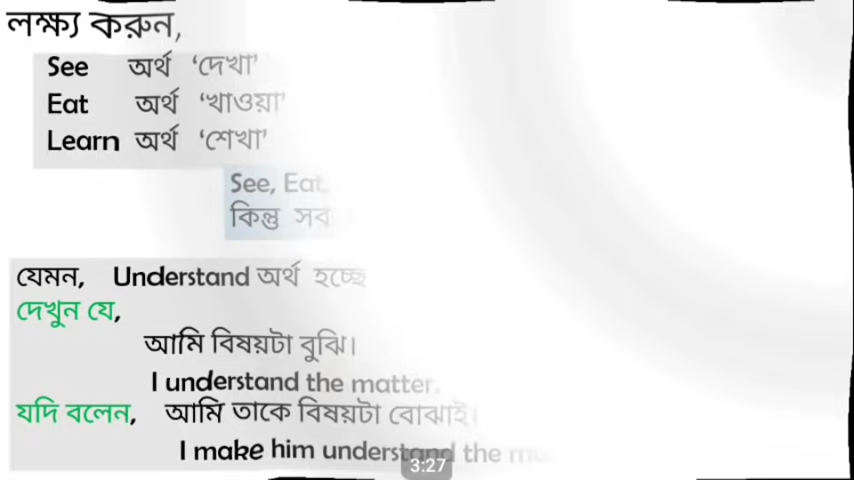 লক্ষ্য করুন,
See অর্থ ‘দেখা’
Eat অর্থ ‘খাওয়া’
Learn অর্থ ‘শেখা’
See, Eat,
কিন্তু সব
যেমন, Understand অর্থ হচ্ছে
দেখুন যে,
আমি বিষয়টা বুঝি।
I understand the matter.
যদি বলেন, আমি তাকে বিষয়টা বোঝাই।
I make him understand the
3:27